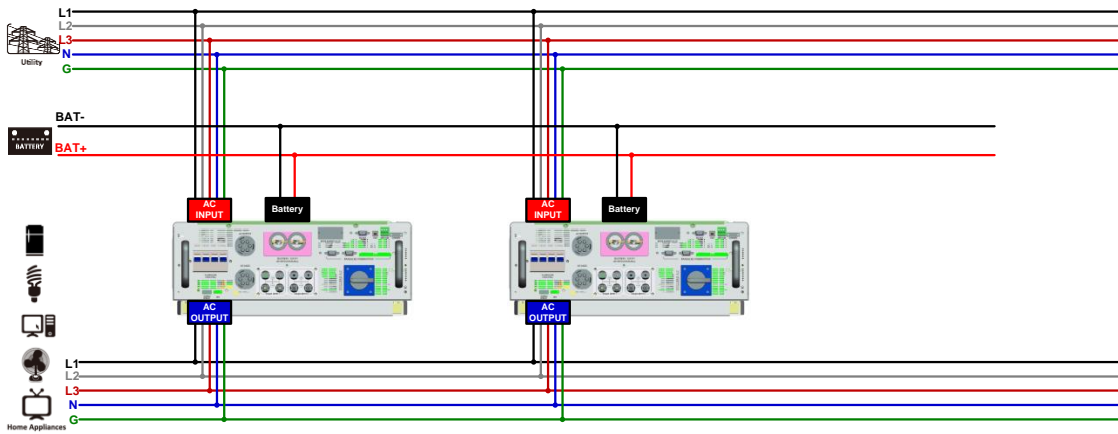 L1
L2
L3
N
G
Utility
BAT-
BATTERY
BAT+
AC
INPUT
Battery
AC
INPUT
Battery
AC
OUTPUT
AC
OUTPUT
L1
L2
L3
N
G
Home Appliances